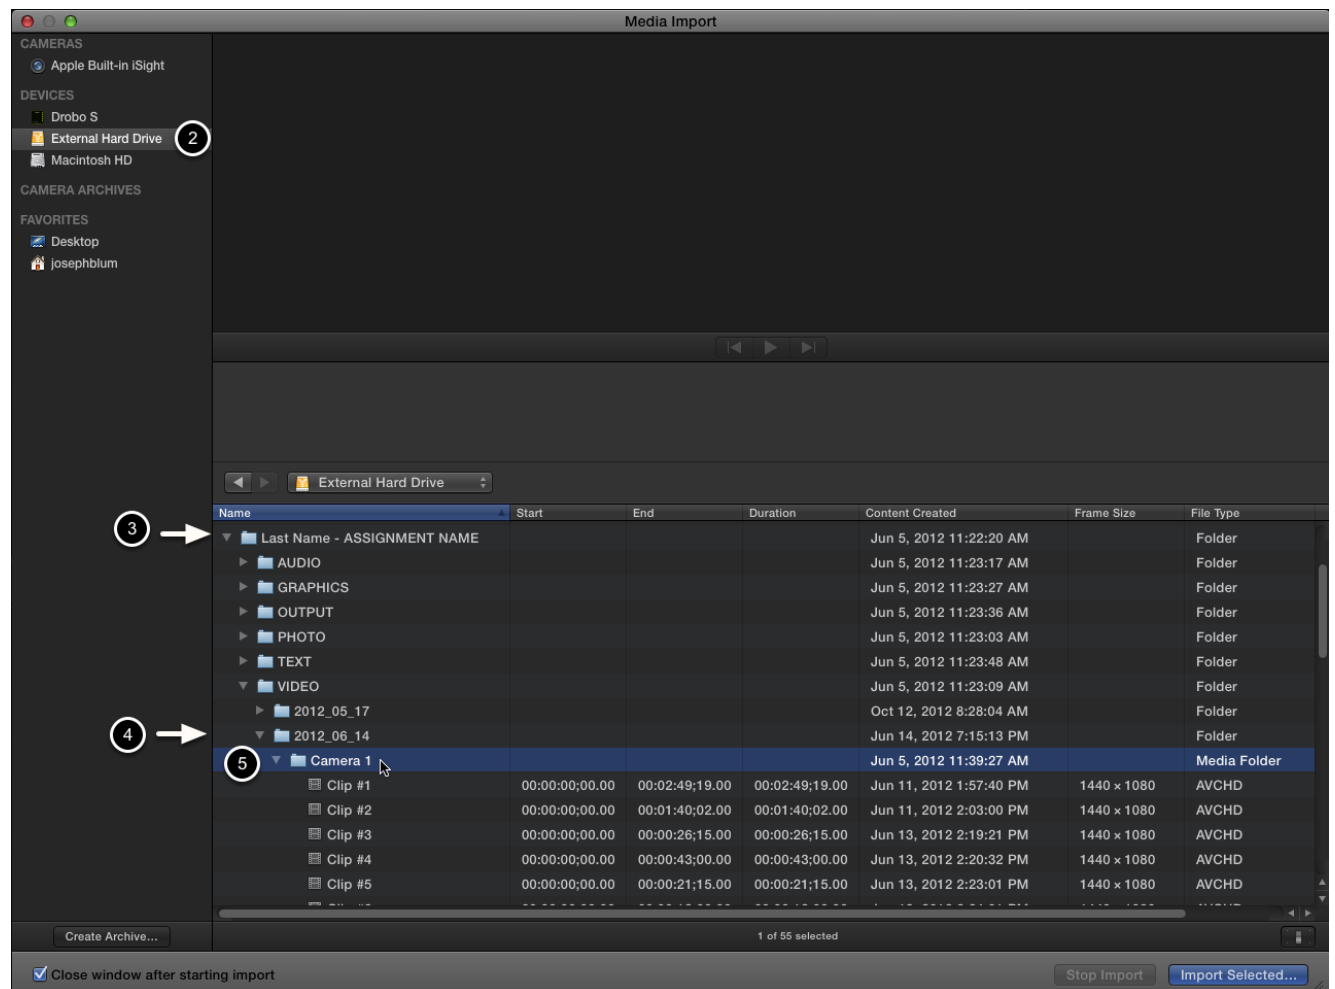 Media Import
CAMERAS
Apple Built-in iSight
DEVICES
Drobo S
External Hard Drive 2
Macintosh HD
CAMERA ARCHIVES
FAVORITES
Desktop
josephblum
External Hard Drive
Name Start End Duration Content Created Frame Size File Type
3 Last Name - ASSIGNMENT NAME Jun 5, 2012 11:22:20 AM Folder
AUDIO Jun 5, 2012 11:23:17 AM Folder
GRAPHICS Jun 5, 2012 11:23:27 AM Folder
OUTPUT Jun 5, 2012 11:23:36 AM Folder
PHOTO Jun 5, 2012 11:23:03 AM Folder
TEXT Jun 5, 2012 11:23:48 AM Folder
VIDEO Jun 5, 2012 11:23:09 AM Folder
2012_05_17 Oct 12, 2012 8:28:04 AM Folder
4 2012_06_14 Jun 14, 2012 7:15:13 PM Folder
5 Camera 1 Jun 5, 2012 11:39:27 AM Media Folder
Clip #1 00:00:00;00.00 00:02:49;19.00 00:02:49;19.00 Jun 11, 2012 1:57:40 PM 1440 × 1080 AVCHD
Clip #2 00:00:00;00.00 00:01:40;02.00 00:01:40;02.00 Jun 11, 2012 2:03:00 PM 1440 × 1080 AVCHD
Clip #3 00:00:00;00.00 00:00:26;15.00 00:00:26;15.00 Jun 13, 2012 2:19:21 PM 1440 × 1080 AVCHD
Clip #4 00:00:00;00.00 00:00:43;00.00 00:00:43;00.00 Jun 13, 2012 2:20:32 PM 1440 × 1080 AVCHD
Clip #5 00:00:00;00.00 00:00:21;15.00 00:00:21;15.00 Jun 13, 2012 2:23:01 PM 1440 × 1080 AVCHD
Create Archive... 1 of 55 selected
Close window after starting import Stop Import Import Selected...